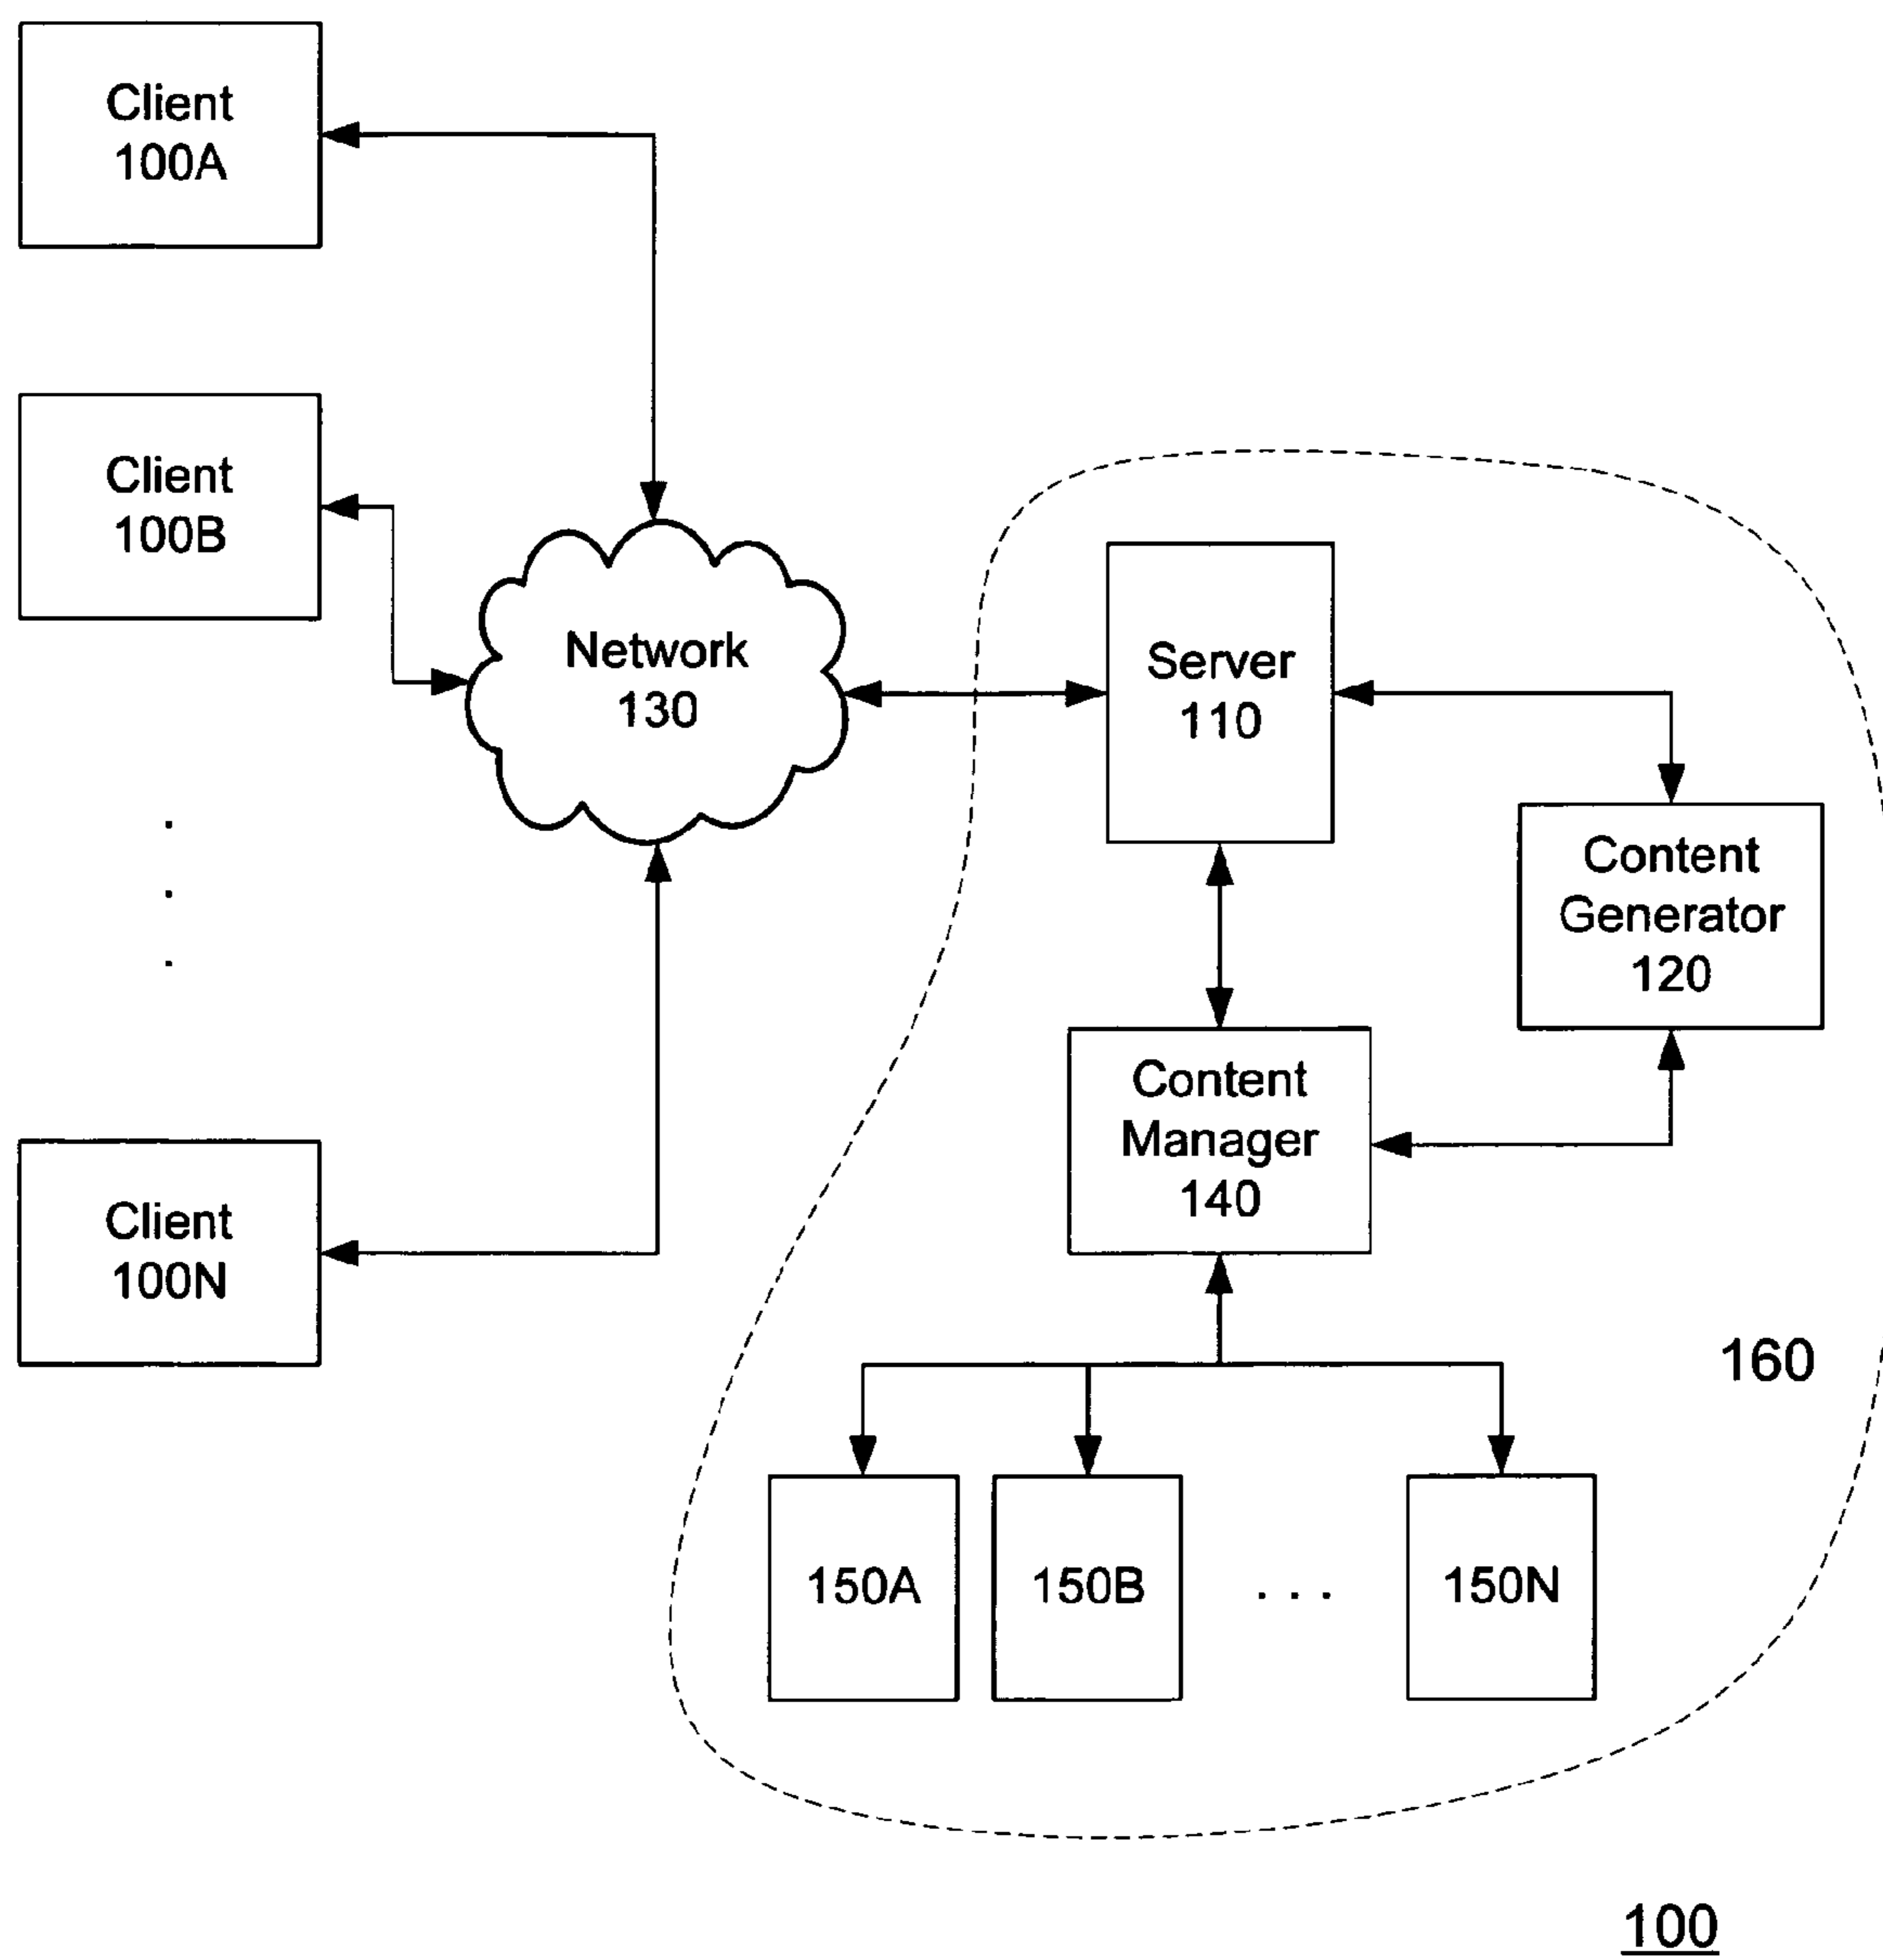 Client
100A
Client
100B
Network
130
Server
110
Content
Generator
120
.
.
.
Content
Manager
140
Client
100N
160
150A
150B
. . .
150N
100